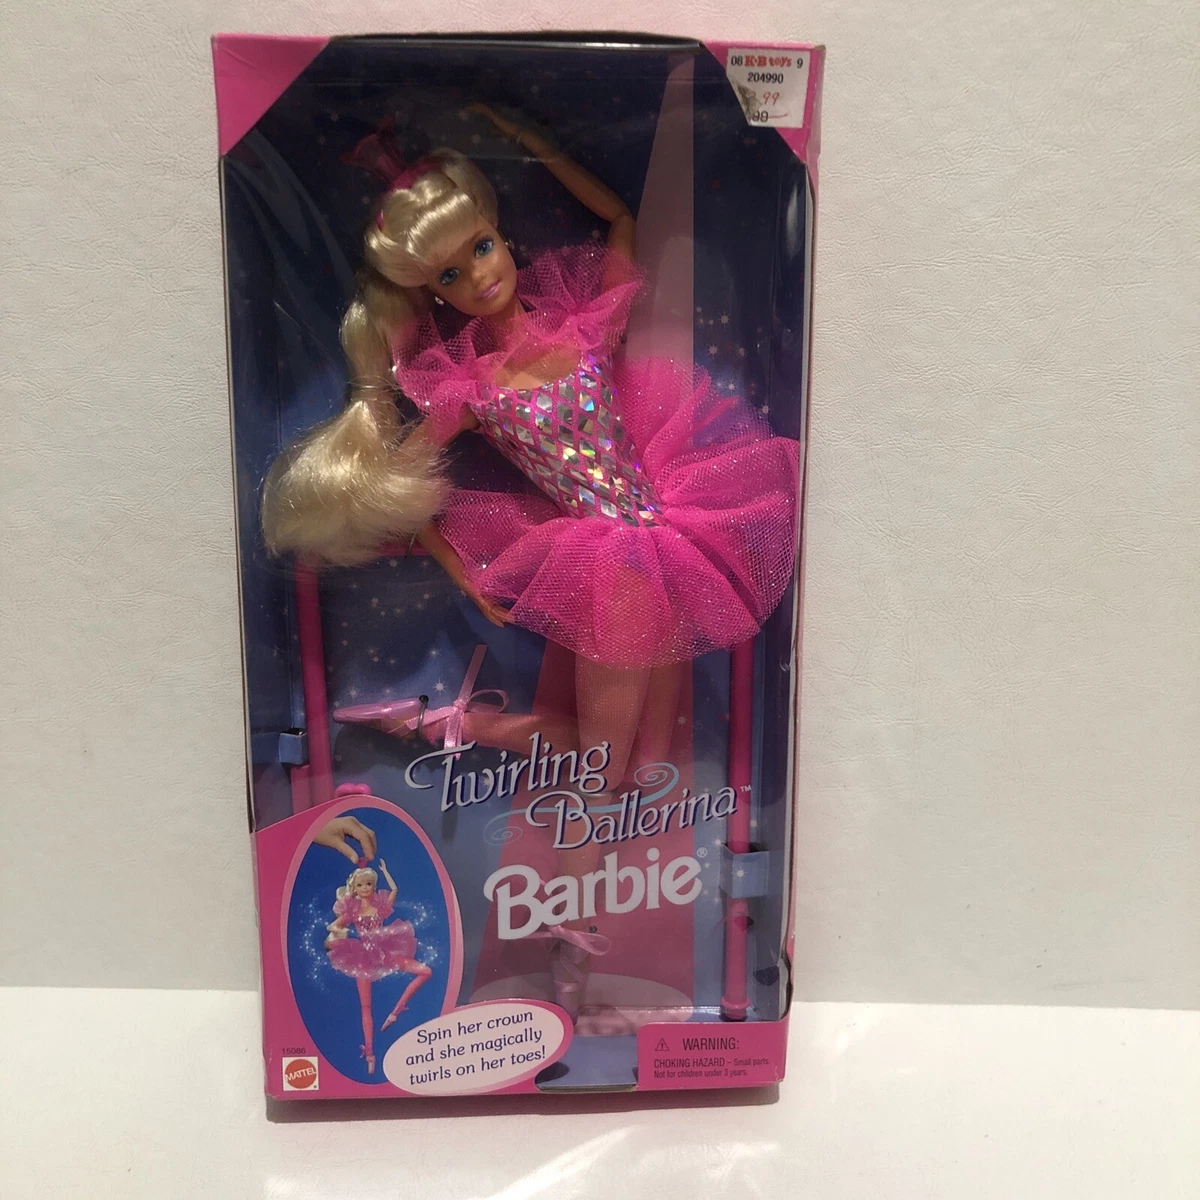 08 K·B toys 9
204990
99
Twirling
Ballerina™
Barbie®
Spin her crown
and she magically
twirls on her toes!
15086
MATTEL
⚠ WARNING:
CHOKING HAZARD – Small parts.
Not for children under 3 years.